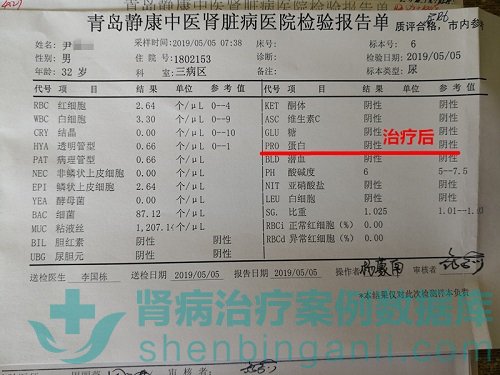 青岛静康中医肾脏病医院检验报告单 质评合格，市内参
姓名：尹 采样时间：2019/05/05 07:38 床号： 标本号：6
性别：男 住 院 号：1802153 诊断： 检验日期：2019/05/05
年龄：32 岁 科室：三病区 标本类型：尿
项目 结果 单位 参考值 项目 结果 参考值
RBC 红细胞 2.64 个/μL 0--4 KET 酮体 阴性 阴性
WBC 白细胞 3.30 个/μL 0--9 ASC 维生素C 阴性 阴性
CRY 结晶 0.00 个/μL 0--10 GLU 糖 阴性 阴性
HYA 透明管型 0.66 个/μL 0--1 PRO 蛋白 阴性 治疗后 阴性
PAT 病理管型 0.00 个/μL BLD 潜血 阴性 阴性
NEC 非鳞状上皮细胞 0.00 个/μL PH 酸碱度 6 5--7.5
EPI 鳞状上皮细胞 2.64 个/μL NIT 亚硝酸盐 阴性 阴性
YEA 酵母菌 0.00 个/μL LEU 白细胞 阴性 阴性
BAC 细菌 87.12 个/μL SG. 比重 1.025 1.01--1.0
MUC 粘液丝 1,207.14 个/μL RBCi 正常红细胞（%） 0.00
BIL 胆红素 阴性 阴性 RBCd 异常红细胞（%） 0.00
UBG 尿胆元 阴性 阴性
送检医生 李国栋 送检日期 2019/05/05 报告日期 2019/05/05 操作者 审核者
*本结果仅对此次检测标本负责
肾病治疗案例数据库
shenbinganli.com